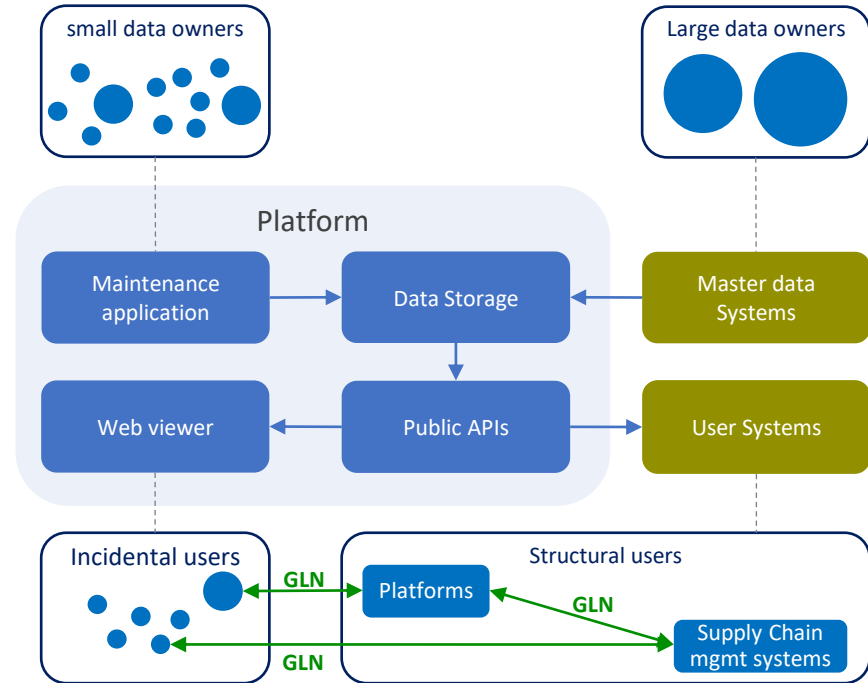 small data owners
Large data owners
Platform
Maintenance
application
Data Storage
Master data
Systems
Web viewer
Public APIs
User Systems
Incidental users
Structural users
GLN
Platforms
GLN
Supply Chain
mgmt systems
GLN